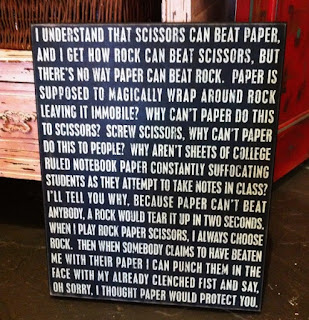 I UNDERSTAND THAT SCISSORS CAN BEAT PAPER,
AND I GET HOW ROCK CAN BEAT SCISSORS, BUT
THERE'S NO WAY PAPER CAN BEAT ROCK. PAPER IS
SUPPOSED TO MAGICALLY WRAP AROUND ROCK
LEAVING IT IMMOBILE? WHY CAN'T PAPER DO THIS
TO SCISSORS? SCREW SCISSORS, WHY CAN'T PAPER
DO THIS TO PEOPLE? WHY AREN'T SHEETS OF COLLEGE
RULED NOTEBOOK PAPER CONSTANTLY SUFFOCATING
STUDENTS AS THEY ATTEMPT TO TAKE NOTES IN CLASS?
I'LL TELL YOU WHY, BECAUSE PAPER CAN'T BEAT
ANYBODY, A ROCK WOULD TEAR IT UP IN TWO SECONDS.
WHEN I PLAY ROCK PAPER SCISSORS, I ALWAYS CHOOSE
ROCK. THEN WHEN SOMEBODY CLAIMS TO HAVE BEATEN
ME WITH THEIR PAPER I CAN PUNCH THEM IN THE
FACE WITH MY ALREADY CLENCHED FIST AND SAY,
OH SORRY, I THOUGHT PAPER WOULD PROTECT YOU.